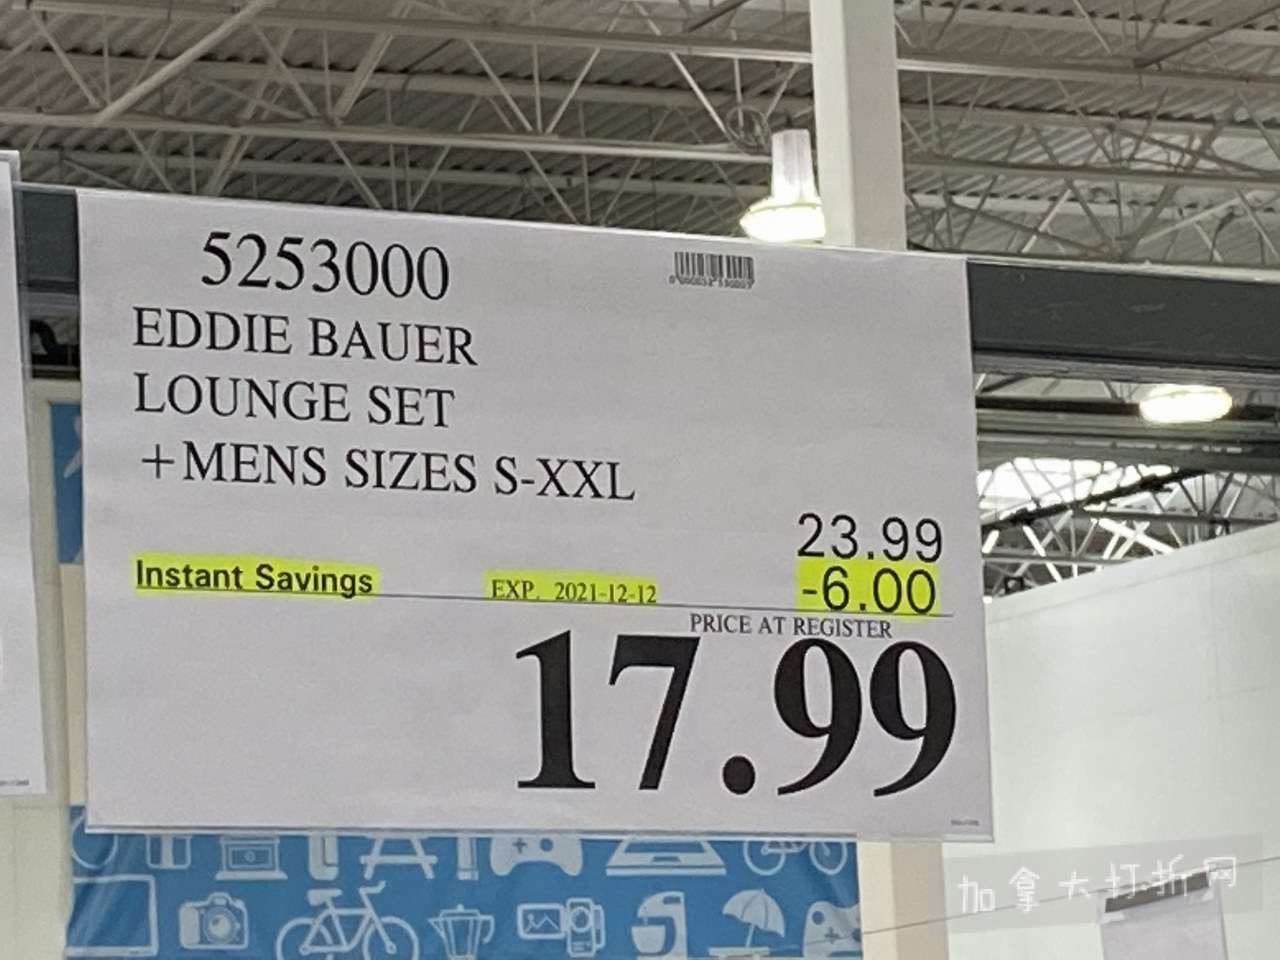 5253000
EDDIE BAUER
LOUNGE SET
+MENS SIZES S-XXL
23.99
Instant Savings EXP. 2021-12-12 -6.00
PRICE AT REGISTER
17.99
加拿大打折网